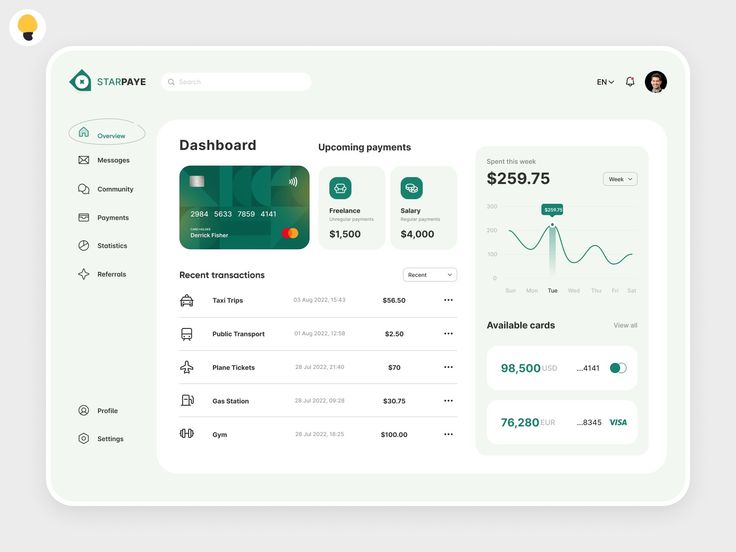 STARPAYE
Search
EN
Overview
Messages
Community
Payments
Statistics
Referrals
Profile
Settings
Dashboard
2984 5633 7859 4141
CARD HOLDER
Derrick Fisher
Upcoming payments
Freelance
Unregular payments
$1,500
Salary
Regular payments
$4,000
Recent transactions
Recent
Taxi Trips 03 Aug 2022, 15:43 $56.50
Public Transport 01 Aug 2022, 12:58 $2.50
Plane Tickets 28 Jul 2022, 21:40 $70
Gas Station 28 Jul 2022, 09:28 $30.75
Gym 26 Jul 2022, 18:25 $100.00
Spent this week
$259.75
Week
$259.75
300
200
100
0
Sun Mon Tue Wed Thu Fri Sat
Available cards View all
98,500 USD ...4141
76,280 EUR ...8345 VISA